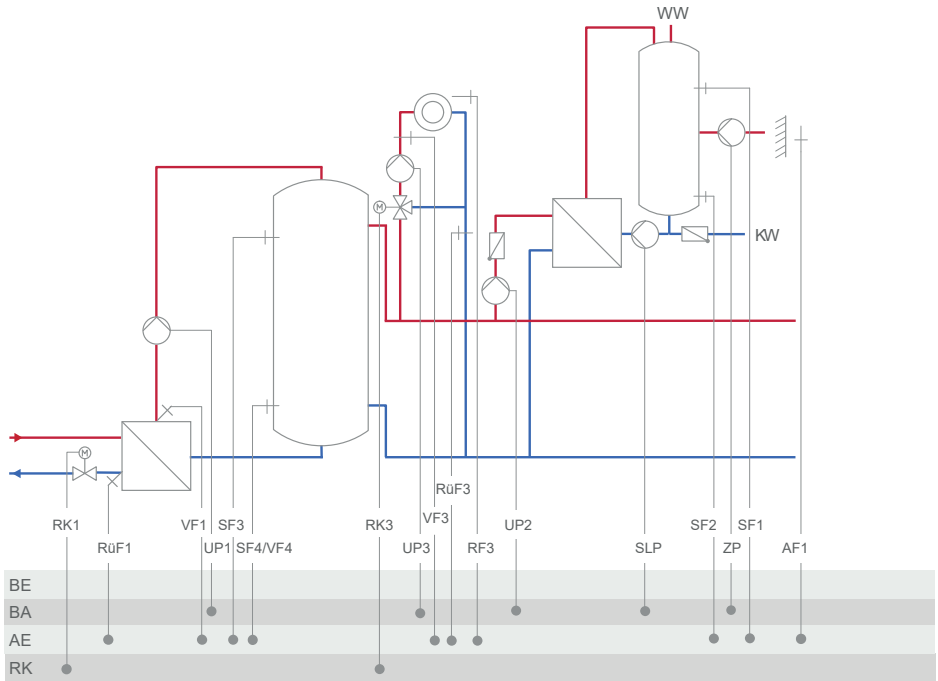 WW
KW
M
M
RüF3
RK1
VF1
SF3
RK3
VF3
UP2
SF2
SF1
RüF1
UP1
SF4/VF4
UP3
RF3
SLP
ZP
AF1
BE
BA
AE
RK